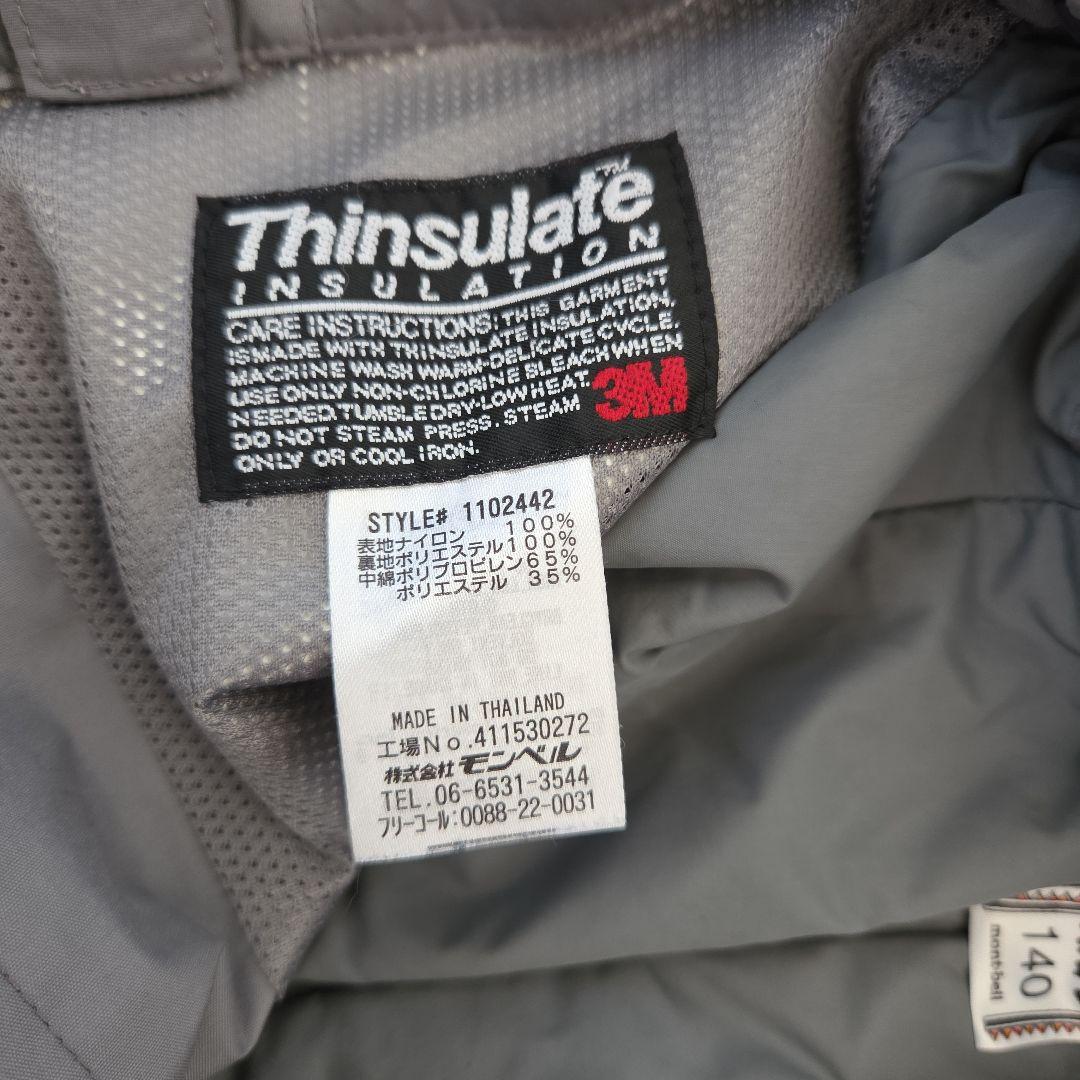 Thinsulate™
INSULATION
CARE INSTRUCTIONS: THIS GARMENT
IS MADE WITH THINSULATE INSULATION.
MACHINE WASH WARM-DELICATE CYCLE.
USE ONLY NON-CHLORINE BLEACH WHEN
NEEDED. TUMBLE DRY-LOW HEAT.
DO NOT STEAM PRESS. STEAM
ONLY OR COOL IRON.
3M
STYLE# 1102442
表地ナイロン 100%
裏地ポリエステル100%
中綿ポリプロピレン65%
ポリエステル 35%
MADE IN THAILAND
工場No.411530272
株式会社 モンベル
TEL.06-6531-3544
フリーコール:0088-22-0031
140
mont-bell